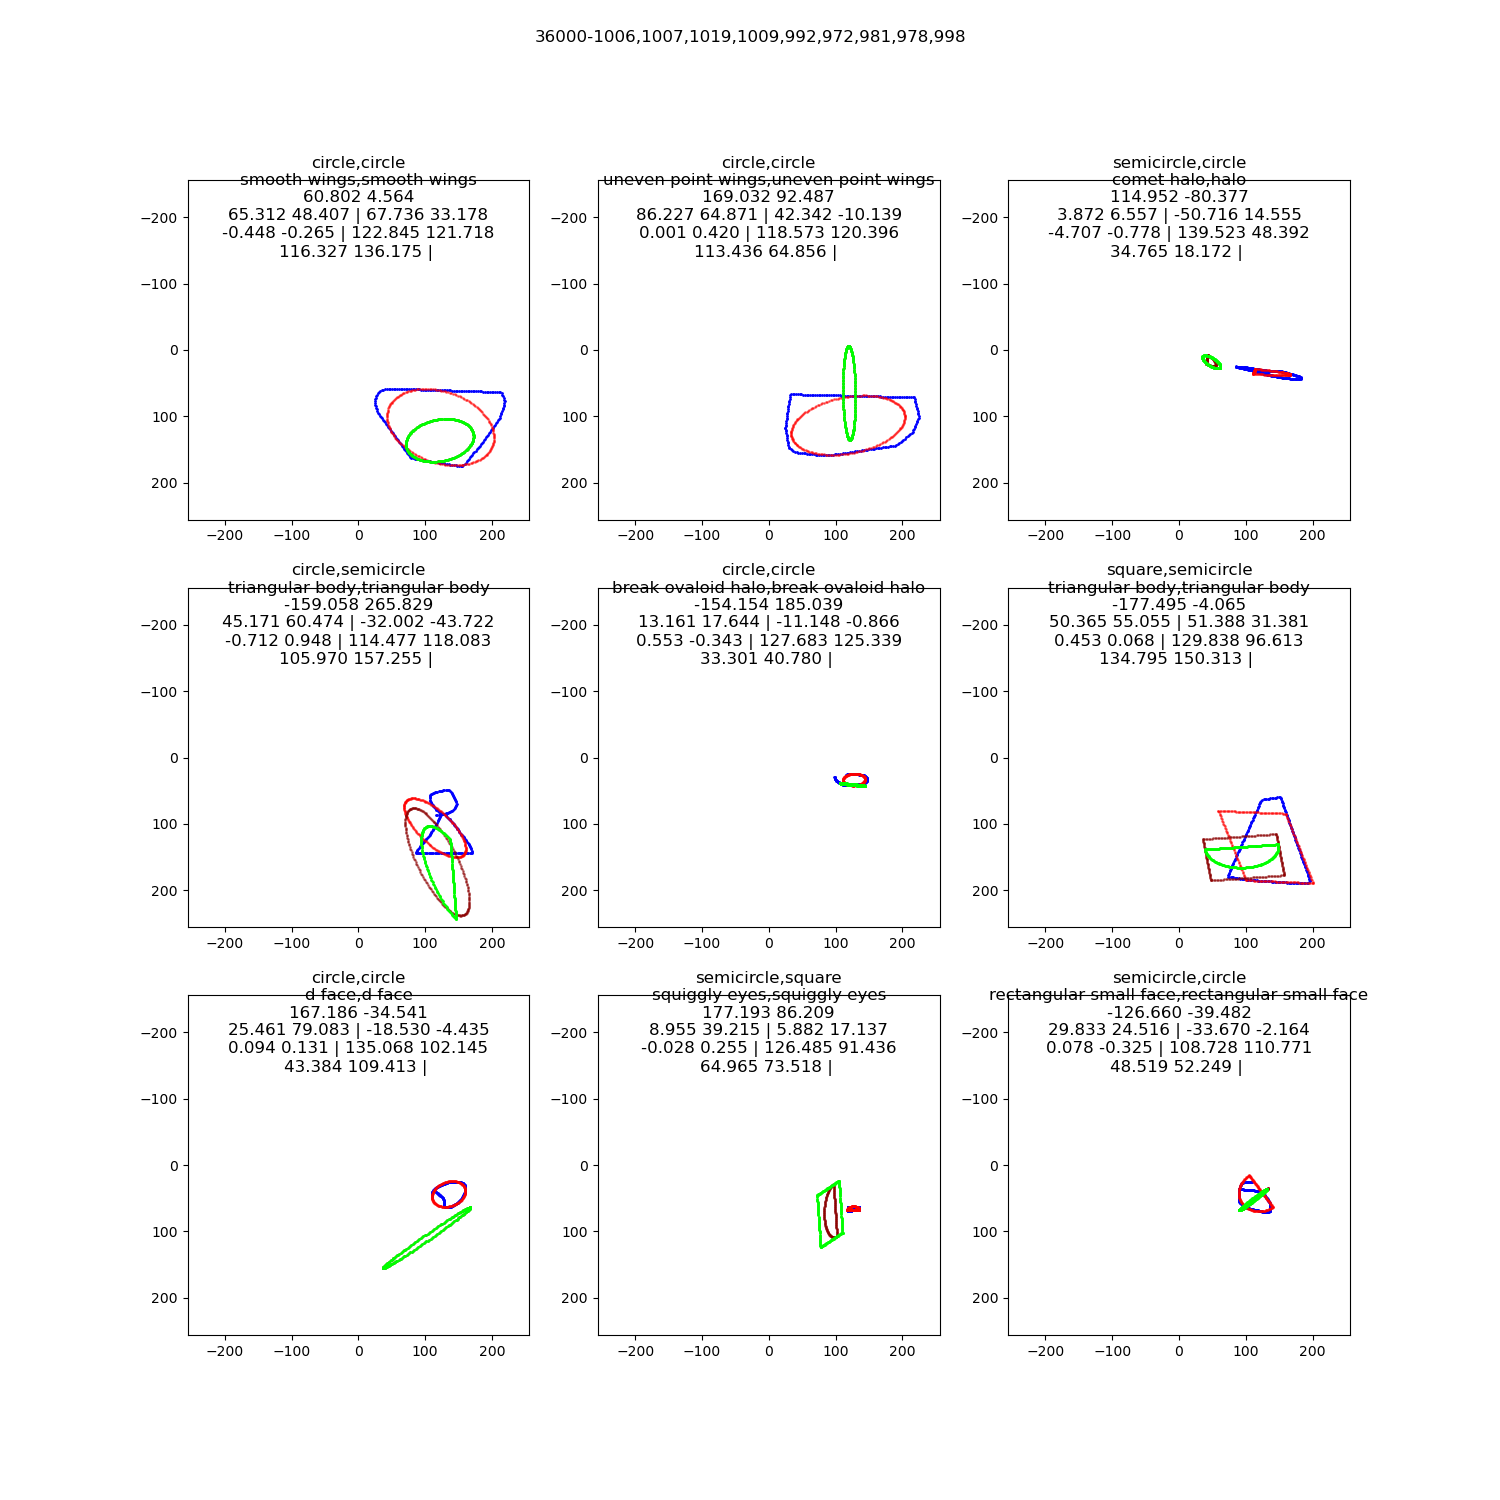 36000-1006,1007,1019,1009,992,972,981,978,998
circle,circle
smooth wings,smooth wings
60.802 4.564
65.312 48.407 | 67.736 33.178
-0.448 -0.265 | 122.845 121.718
116.327 136.175 |
−200
−100
0
100
200
−200 −100 0 100 200
circle,circle
uneven point wings,uneven point wings
169.032 92.487
86.227 64.871 | 42.342 -10.139
0.001 0.420 | 118.573 120.396
113.436 64.856 |
−200
−100
0
100
200
−200 −100 0 100 200
semicircle,circle
comet halo,halo
114.952 -80.377
3.872 6.557 | -50.716 14.555
-4.707 -0.778 | 139.523 48.392
34.765 18.172 |
−200
−100
0
100
200
−200 −100 0 100 200
circle,semicircle
triangular body,triangular body
-159.058 265.829
45.171 60.474 | -32.002 -43.722
-0.712 0.948 | 114.477 118.083
105.970 157.255 |
−200
−100
0
100
200
−200 −100 0 100 200
circle,circle
break ovaloid halo,break ovaloid halo
-154.154 185.039
13.161 17.644 | -11.148 -0.866
0.553 -0.343 | 127.683 125.339
33.301 40.780 |
−200
−100
0
100
200
−200 −100 0 100 200
square,semicircle
triangular body,triangular body
-177.495 -4.065
50.365 55.055 | 51.388 31.381
0.453 0.068 | 129.838 96.613
134.795 150.313 |
−200
−100
0
100
200
−200 −100 0 100 200
circle,circle
d face,d face
167.186 -34.541
25.461 79.083 | -18.530 -4.435
0.094 0.131 | 135.068 102.145
43.384 109.413 |
−200
−100
0
100
200
−200 −100 0 100 200
semicircle,square
squiggly eyes,squiggly eyes
177.193 86.209
8.955 39.215 | 5.882 17.137
-0.028 0.255 | 126.485 91.436
64.965 73.518 |
−200
−100
0
100
200
−200 −100 0 100 200
semicircle,circle
rectangular small face,rectangular small face
-126.660 -39.482
29.833 24.516 | -33.670 -2.164
0.078 -0.325 | 108.728 110.771
48.519 52.249 |
−200
−100
0
100
200
−200 −100 0 100 200